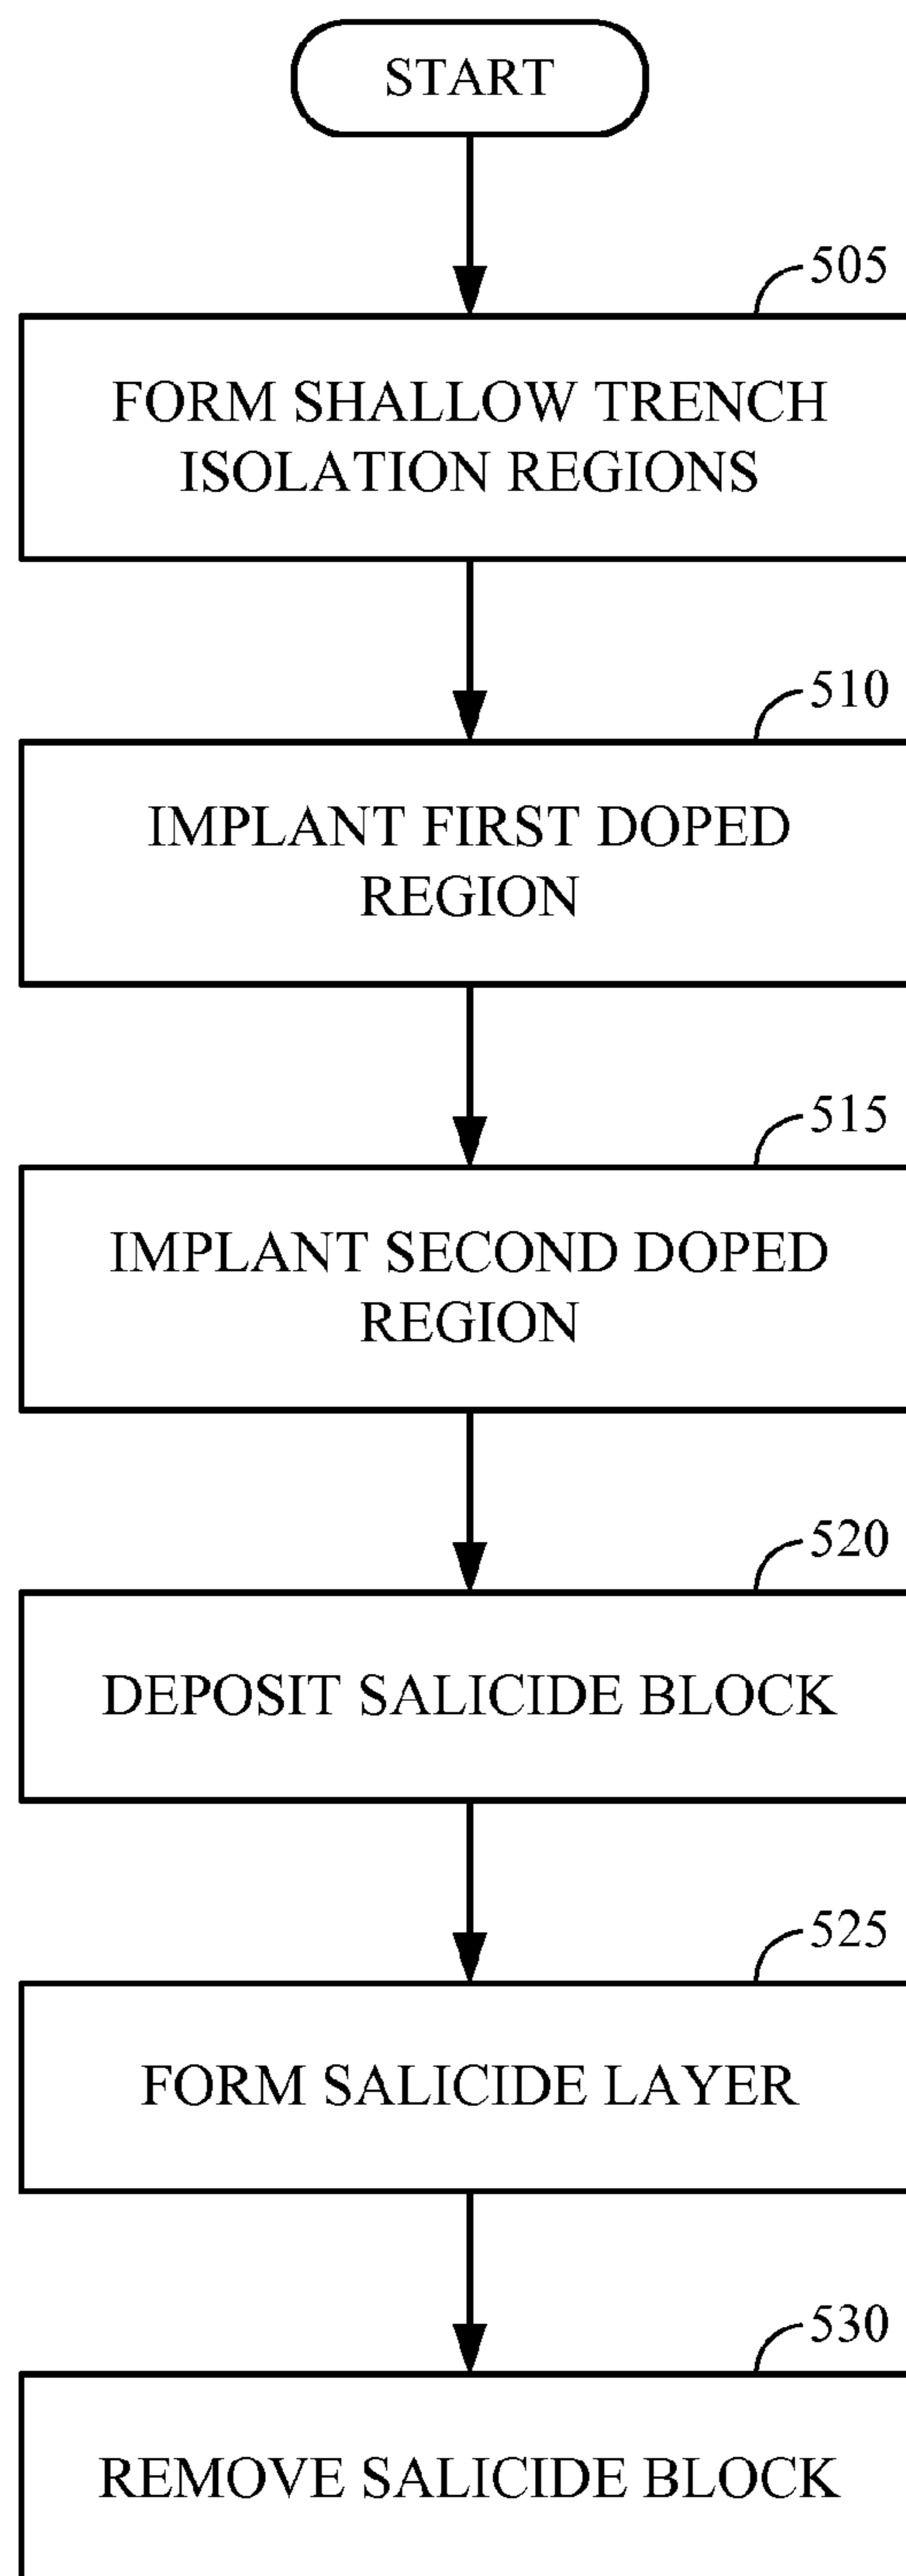 START
505
FORM SHALLOW TRENCH
ISOLATION REGIONS
510
IMPLANT FIRST DOPED
REGION
515
IMPLANT SECOND DOPED
REGION
520
DEPOSIT SALICIDE BLOCK
525
FORM SALICIDE LAYER
530
REMOVE SALICIDE BLOCK